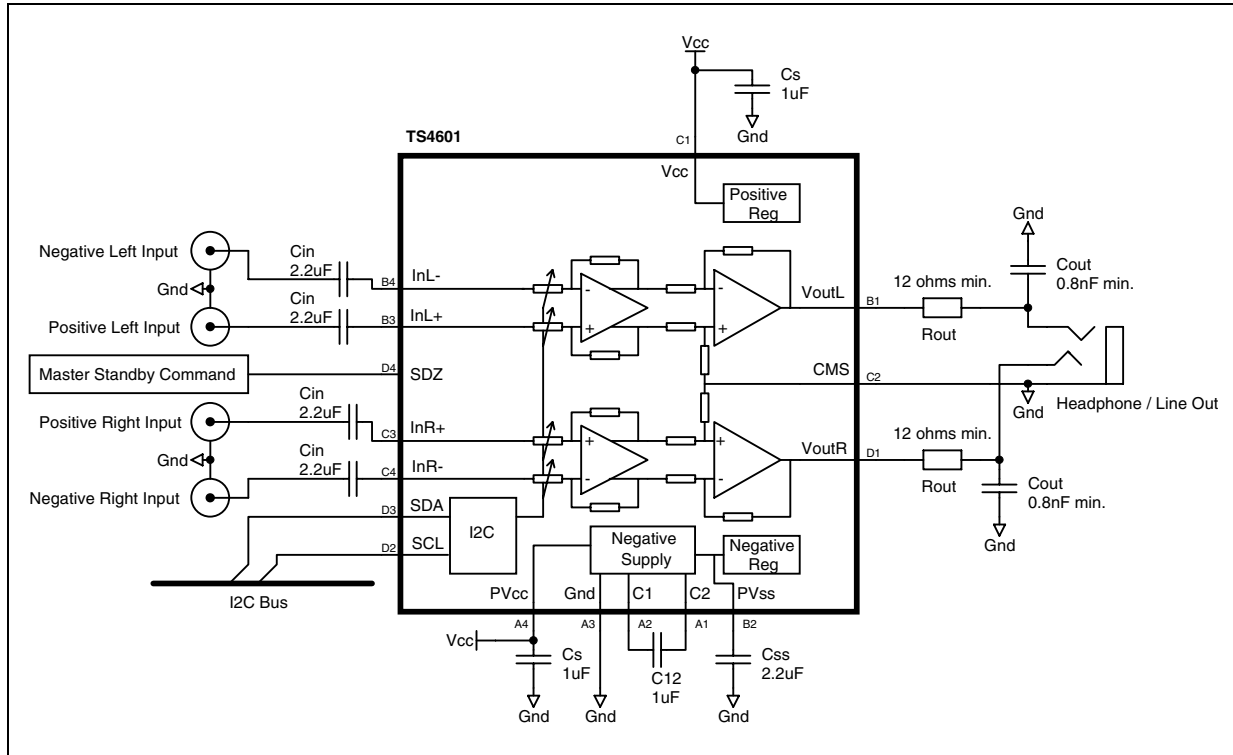 Vcc
Cs
1uF
Gnd
TS4601
C1
Vcc
Positive
Reg
Negative Left Input
Cin
2.2uF
B4
InL-
Gnd
Cin
2.2uF
Positive Left Input
B3
InL+
-
+
-
+
VoutL
B1
12 ohms min.
Rout
Gnd
Cout
0.8nF min.
Master Standby Command
D4
SDZ
CMS
C2
Gnd
Headphone / Line Out
Positive Right Input
Cin
2.2uF
C3
InR+
Gnd
Cin
2.2uF
C4
InR-
Negative Right Input
+
-
+
-
VoutR
D1
12 ohms min.
Rout
Cout
0.8nF min.
Gnd
D3
SDA
D2
SCL
I2C
I2C Bus
Negative
Supply
Negative
Reg
PVcc
Gnd
C1
C2
PVss
A4
A3
A2
A1
B2
Vcc
Cs
1uF
Gnd
Gnd
C12
1uF
Css
2.2uF
Gnd